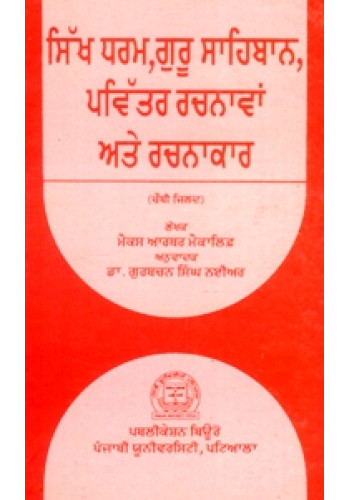 ਸਿੱਖ ਧਰਮ,ਗੁਰੂ ਸਾਹਿਬਾਨ,
ਪਵਿੱਤਰ ਰਚਨਾਵਾਂ
ਅਤੇ ਰਚਨਾਕਾਰ
(ਚੌਥੀ ਜਿਲਦ)
ਲੇਖਕ
ਮੈਕਸ ਆਰਥਰ ਮੇਕਾਲਿਫ਼
ਅਨੁਵਾਦਕ
ਡਾ. ਗੁਰਬਚਨ ਸਿੰਘ ਨਈਅਰ
ਪਬਲੀਕੇਸ਼ਨ ਬਿਊਰੋ
ਪੰਜਾਬੀ ਯੂਨੀਵਰਸਿਟੀ, ਪਟਿਆਲਾ